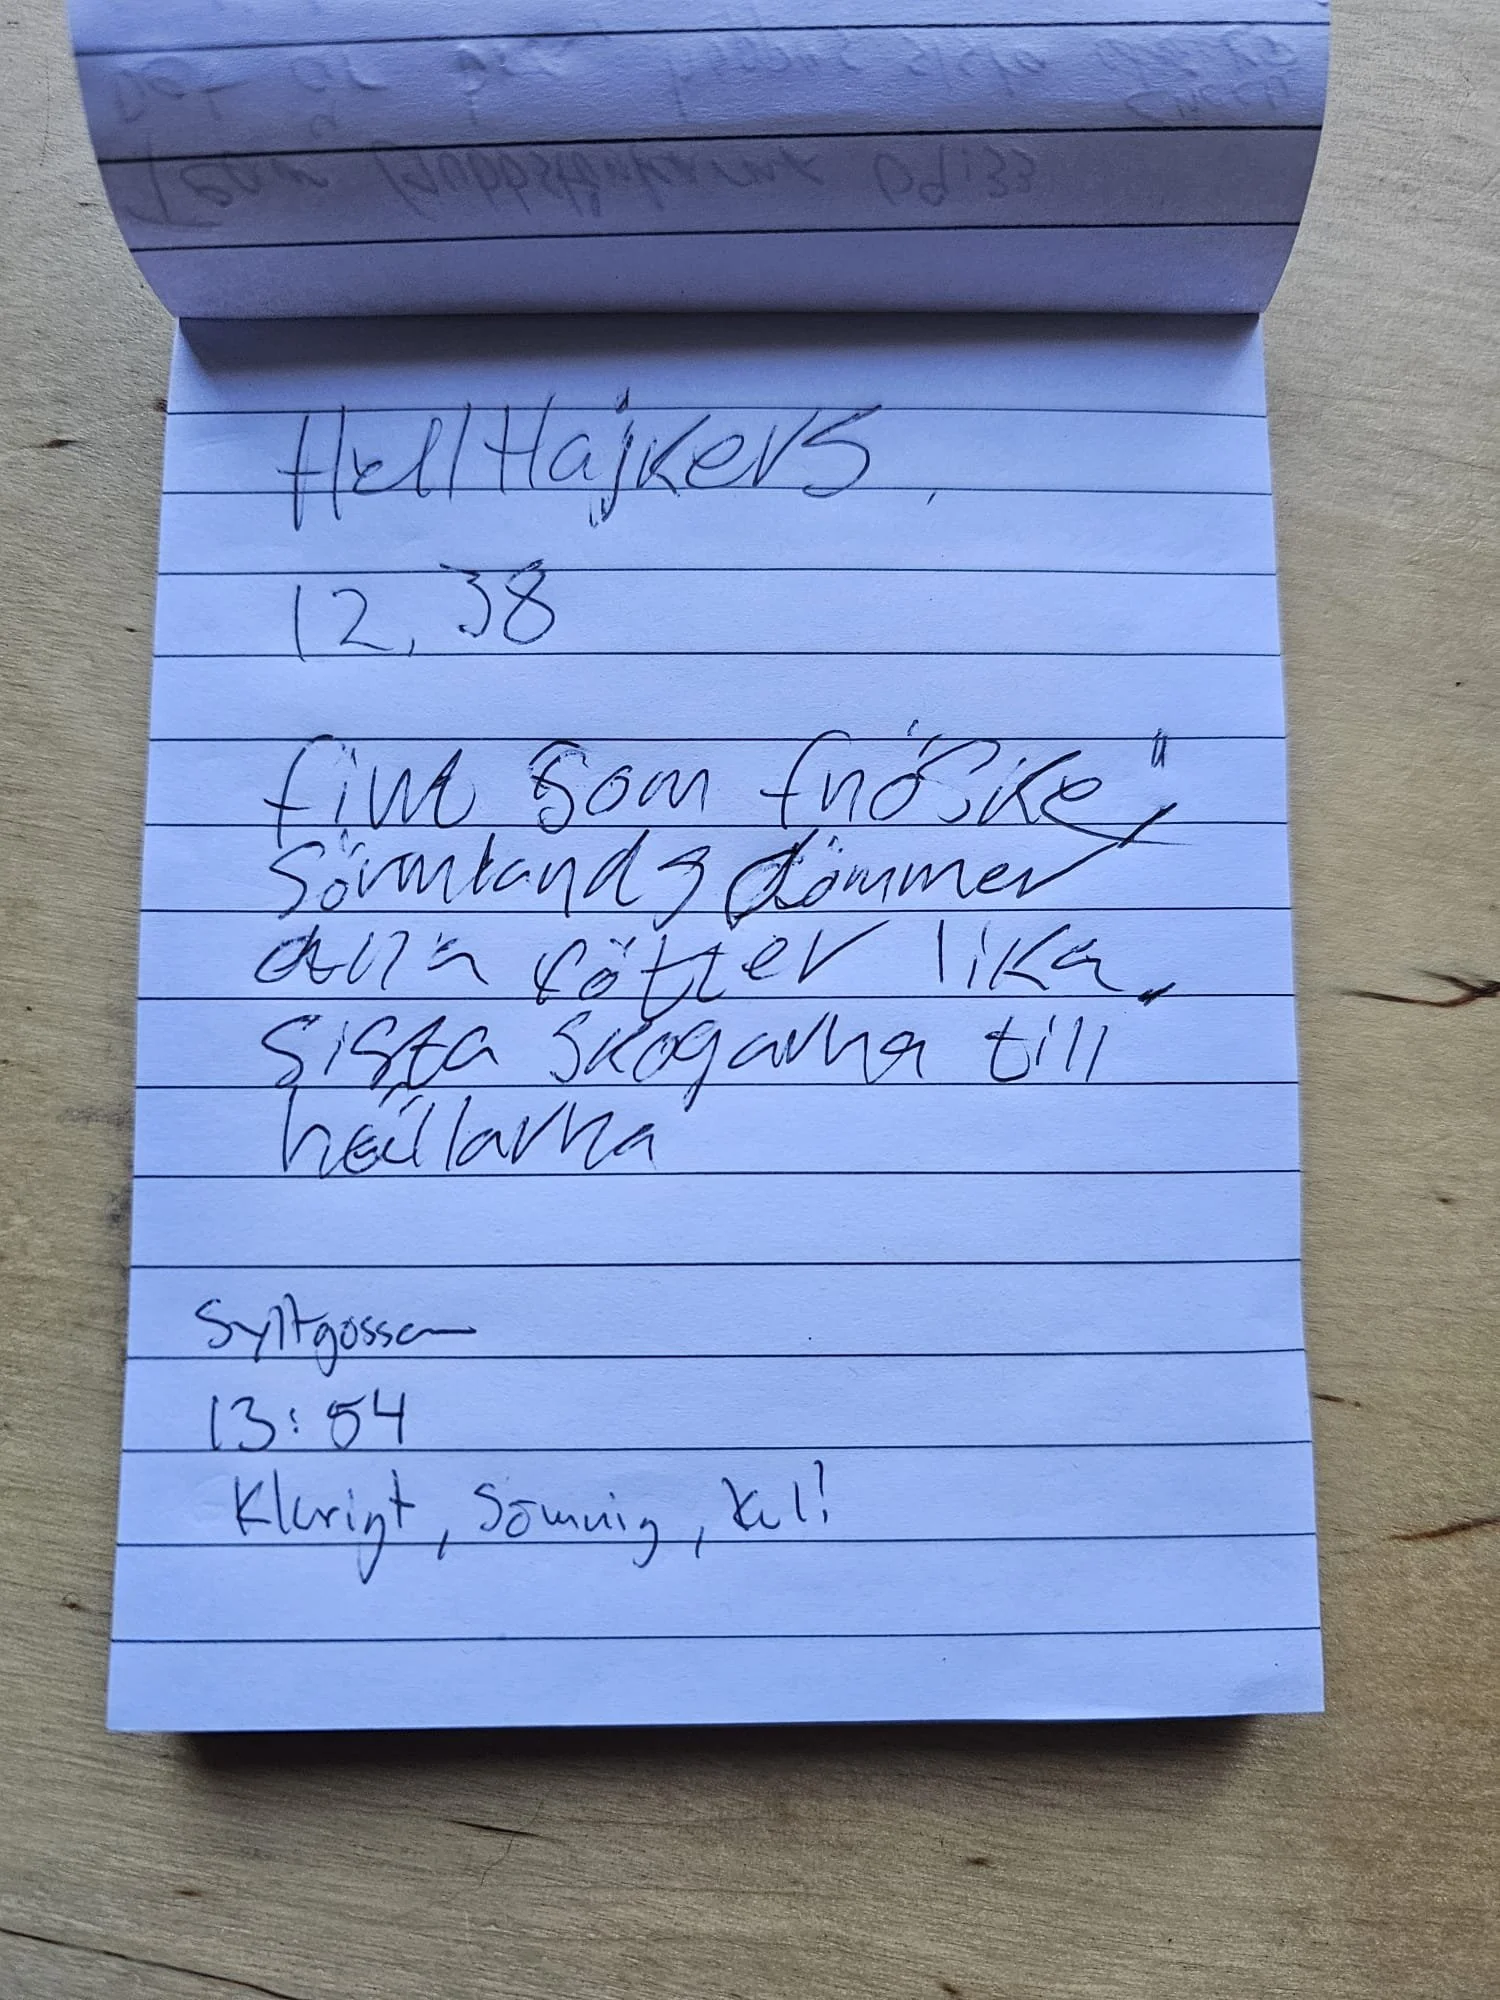 HellHajkers
12,38
fint som fnöske,
Sörmlands dömmer
alla fötter lika.
sista skogarna till
hällarna
Syltgossen
13:54
Klurigt, Sömnig, Kul!